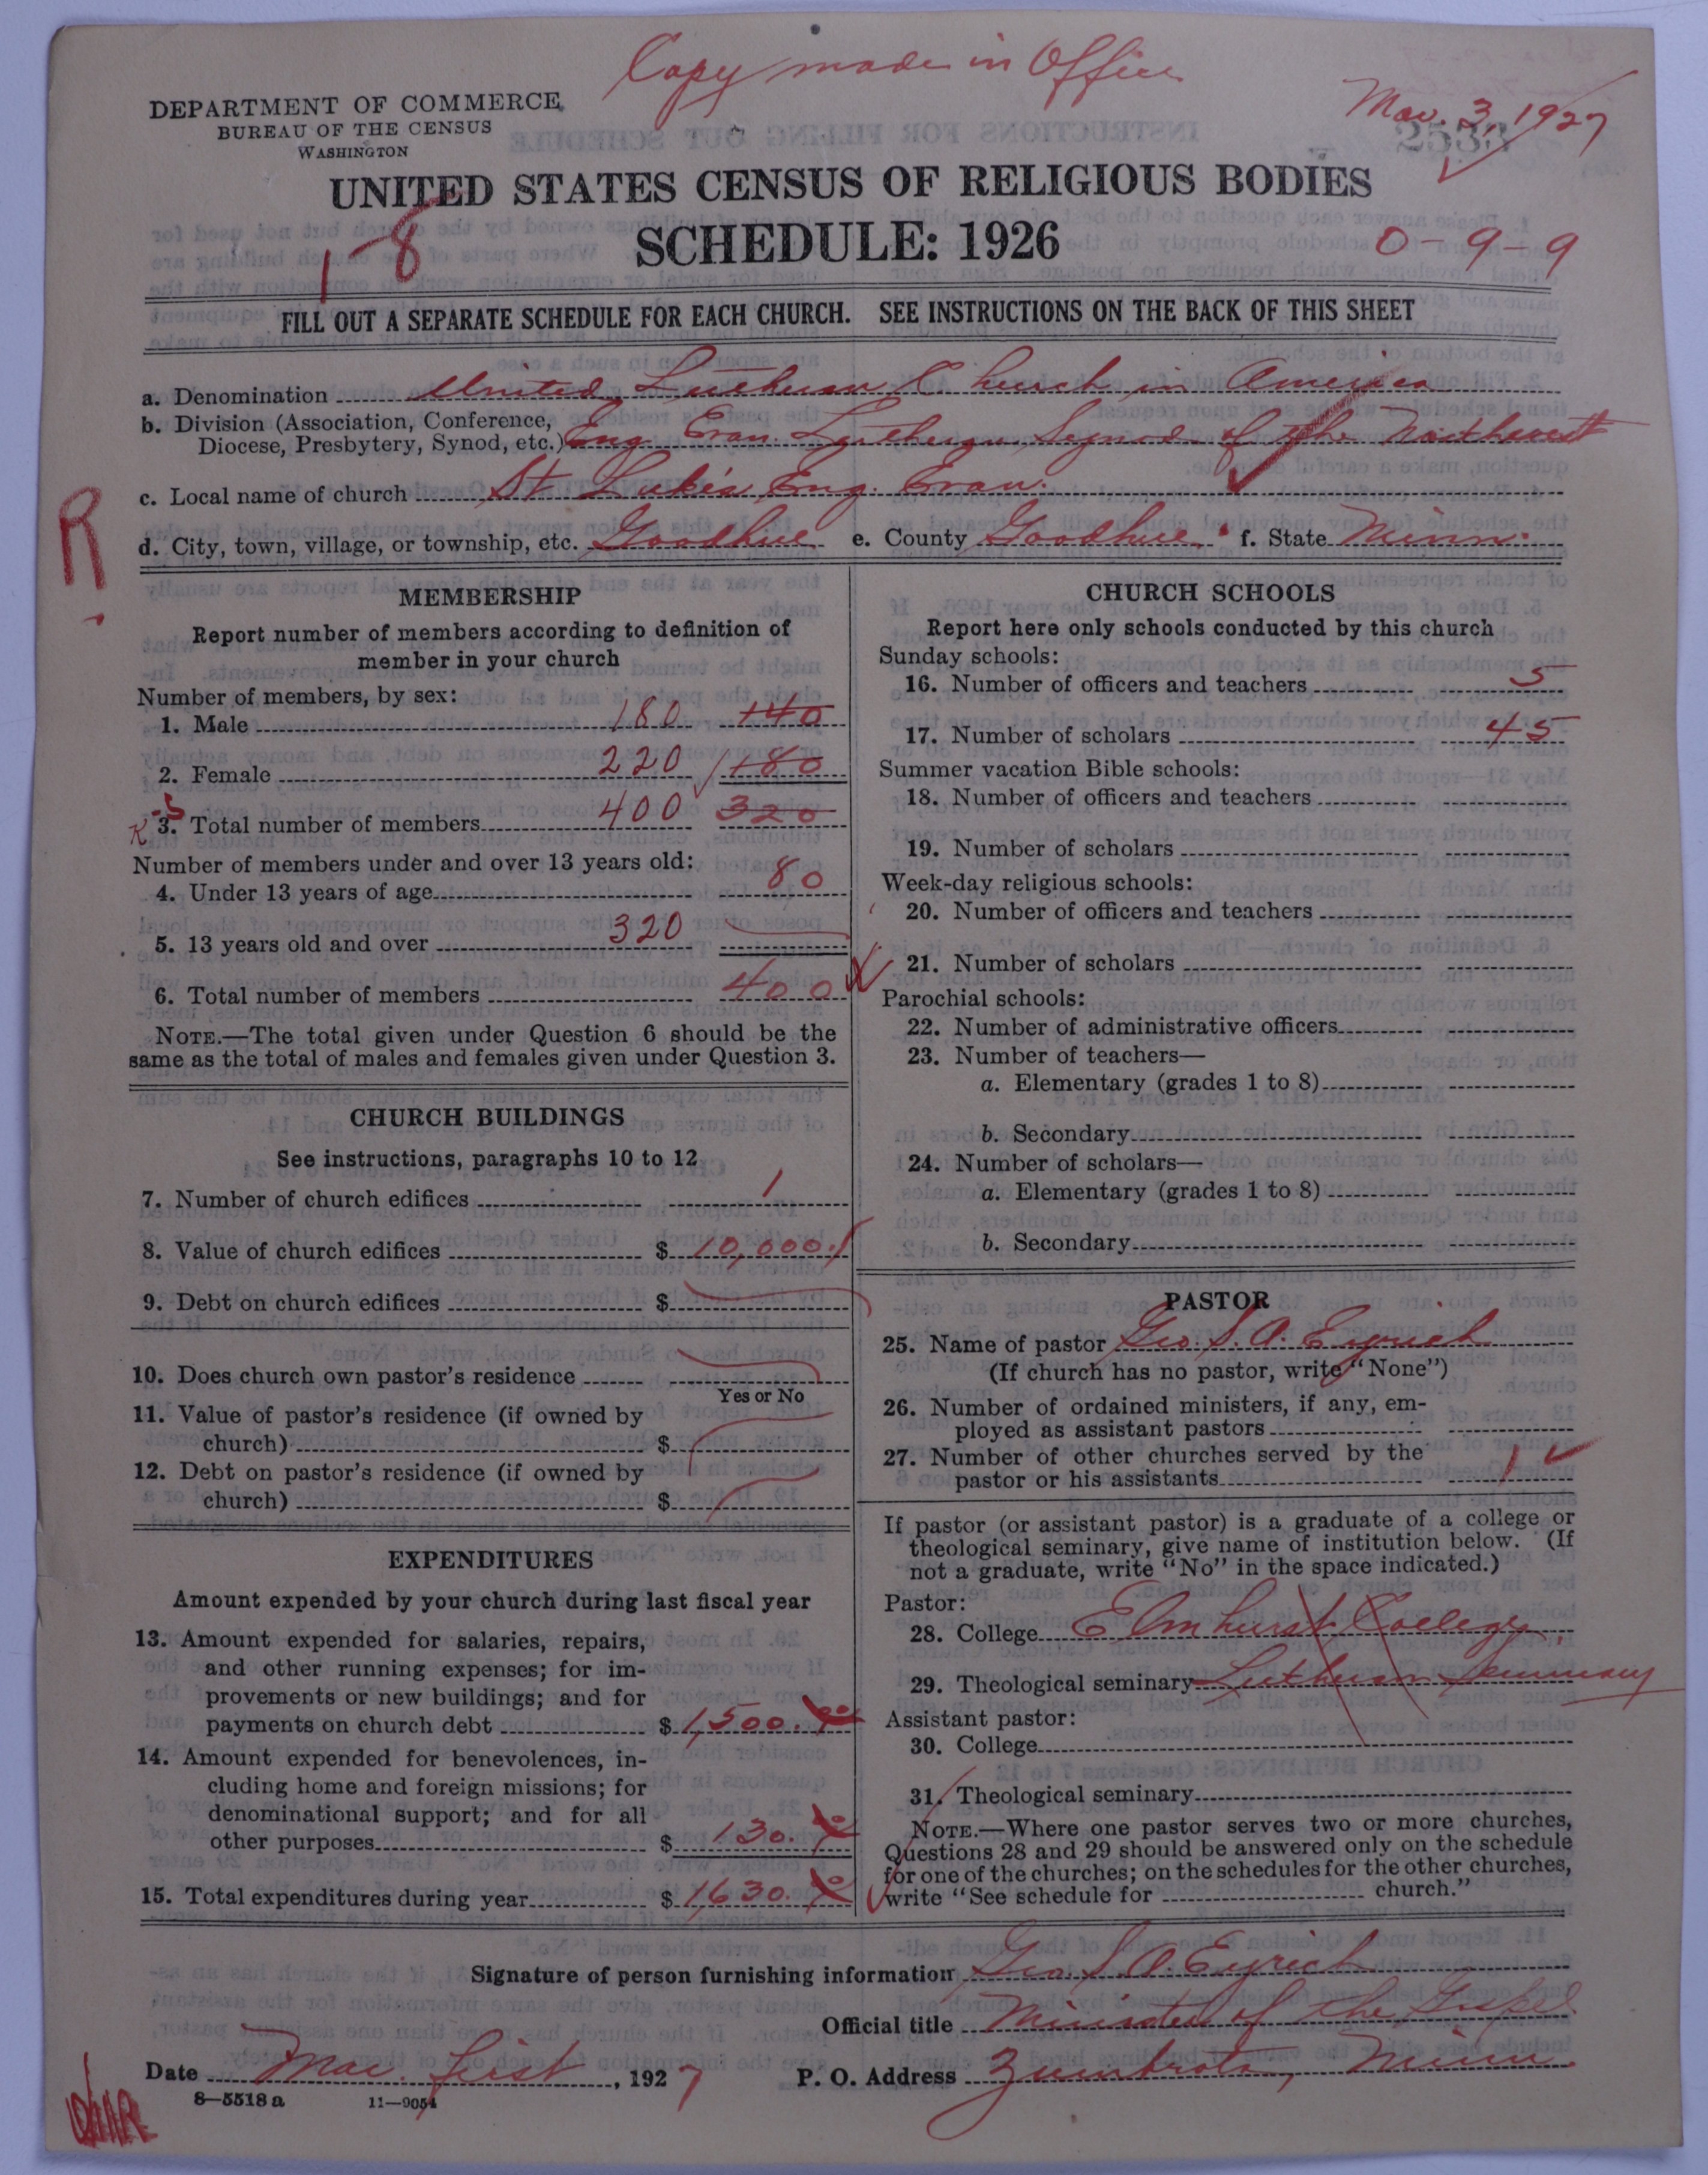 Copy made in Office
DEPARTMENT OF COMMERCE
BUREAU OF THE CENSUS
WASHINGTON
Mar. 3, 1927
UNITED STATES CENSUS OF RELIGIOUS BODIES
SCHEDULE: 1926
1-8
0-9-9
FILL OUT A SEPARATE SCHEDULE FOR EACH CHURCH. SEE INSTRUCTIONS ON THE BACK OF THIS SHEET
a. Denomination United Lutheran Church in America
b. Division (Association, Conference,
Diocese, Presbytery, Synod, etc.) Eng. Evan. Lutheran Synod of the Northwest
c. Local name of church St Luke's Eng. Evan.
R
d. City, town, village, or township, etc. Goodhue e. County Goodhue f. State Minn.
MEMBERSHIP
Report number of members according to definition of
member in your church
Number of members, by sex:
1. Male 180 140
2. Female 220 180
3. Total number of members 400 320
Number of members under and over 13 years old:
4. Under 13 years of age 80
5. 13 years old and over 320
6. Total number of members 400
NOTE.—The total given under Question 6 should be the
same as the total of males and females given under Question 3.
CHURCH BUILDINGS
See instructions, paragraphs 10 to 12
7. Number of church edifices 1
8. Value of church edifices $ 10,000.
9. Debt on church edifices $
10. Does church own pastor's residence
Yes or No
11. Value of pastor's residence (if owned by
church) $
12. Debt on pastor's residence (if owned by
church) $
EXPENDITURES
Amount expended by your church during last fiscal year
13. Amount expended for salaries, repairs,
and other running expenses; for im-
provements or new buildings; and for
payments on church debt $ 1,500.00
14. Amount expended for benevolences, in-
cluding home and foreign missions; for
denominational support; and for all
other purposes $ 130.
15. Total expenditures during year $ 1630.
CHURCH SCHOOLS
Report here only schools conducted by this church
Sunday schools:
16. Number of officers and teachers 5
17. Number of scholars 45
Summer vacation Bible schools:
18. Number of officers and teachers
19. Number of scholars
Week-day religious schools:
20. Number of officers and teachers
21. Number of scholars
Parochial schools:
22. Number of administrative officers
23. Number of teachers—
a. Elementary (grades 1 to 8)
b. Secondary
24. Number of scholars—
a. Elementary (grades 1 to 8)
b. Secondary
PASTOR
25. Name of pastor Geo. S. A. Eyrich
(If church has no pastor, write "None")
26. Number of ordained ministers, if any, em-
ployed as assistant pastors
27. Number of other churches served by the
pastor or his assistants 1
If pastor (or assistant pastor) is a graduate of a college or
theological seminary, give name of institution below. (If
not a graduate, write "No" in the space indicated.)
Pastor:
28. College Elmhurst College,
29. Theological seminary Lutheran Seminary
Assistant pastor:
30. College
31. Theological seminary
NOTE.—Where one pastor serves two or more churches,
Questions 28 and 29 should be answered only on the schedule
for one of the churches; on the schedules for the other churches,
write "See schedule for church."
Signature of person furnishing information Geo. S. A. Eyrich
Official title Minister of the Gospel
Date Mar. First, 1927 P. O. Address Zumbrota, Minn.
8—5518 a 11—9054